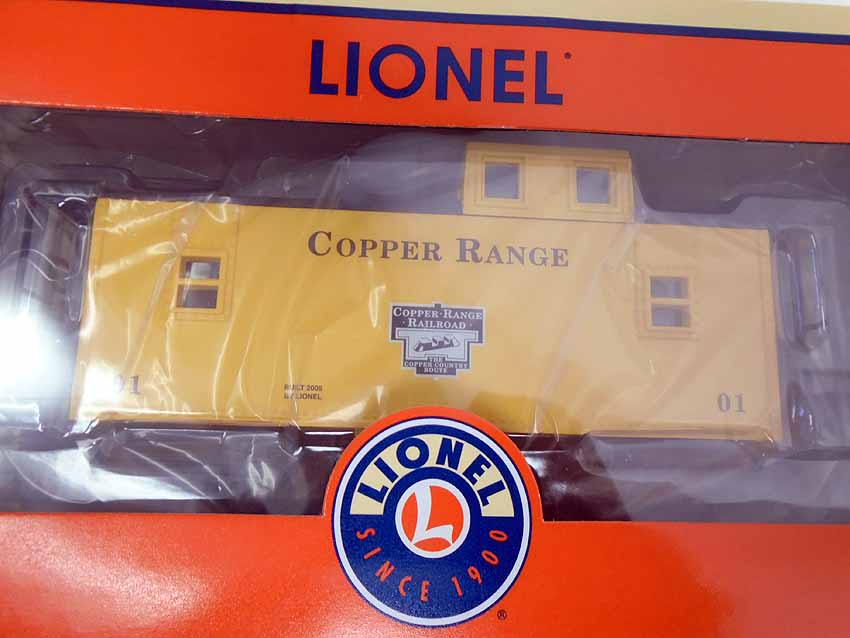 LIONEL
COPPER RANGE
COPPER·RANGE
· RAILROAD ·
THE
COPPER COUNTRY
ROUTE
01
BUILT 2005
BY LIONEL
01
LIONEL
L
SINCE 1900
®